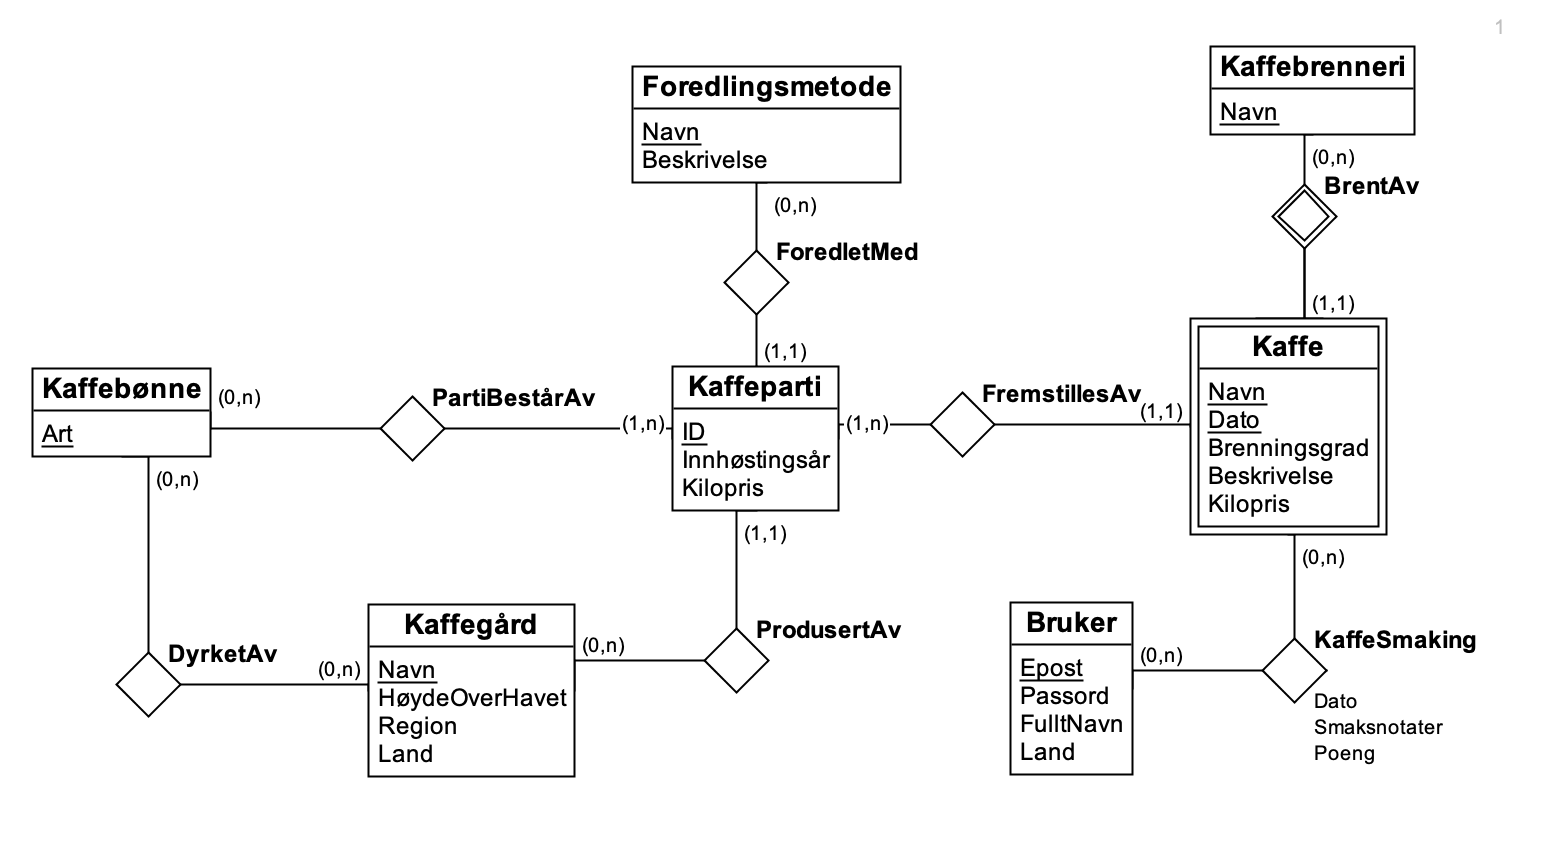 1
Kaffebrenneri
Navn
(0,n)
BrentAv
(1,1)
Foredlingsmetode
Navn
Beskrivelse
(0,n)
ForedletMed
(1,1)
Kaffebønne
Art
(0,n)
PartiBestårAv
(1,n)
Kaffeparti
ID
Innhøstingsår
Kilopris
(1,n)
FremstillesAv
(1,1)
Kaffe
Navn
Dato
Brenningsgrad
Beskrivelse
Kilopris
(0,n)
(1,1)
(0,n)
DyrketAv
(0,n)
Kaffegård
Navn
HøydeOverHavet
Region
Land
(0,n)
ProdusertAv
Bruker
Epost
Passord
FulltNavn
Land
(0,n)
KaffeSmaking
Dato
Smaksnotater
Poeng